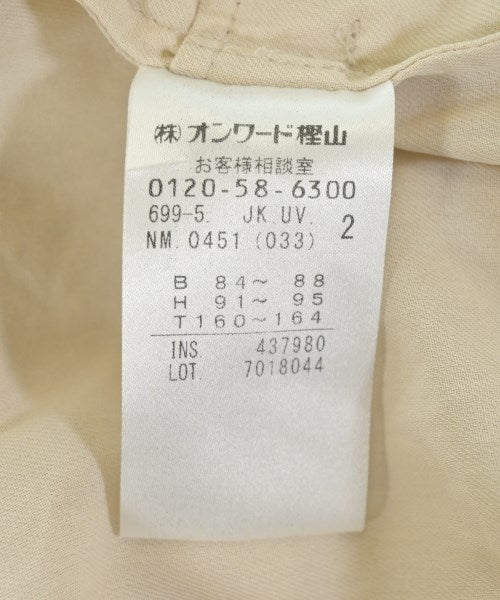 (株)オンワード樫山
お客様相談室
0120-58-6300
699-5. JK.UV.
NM.0451(033) 2
B 84〜 88
H 91〜 95
T160〜164
INS. 437980
LOT. 7018044